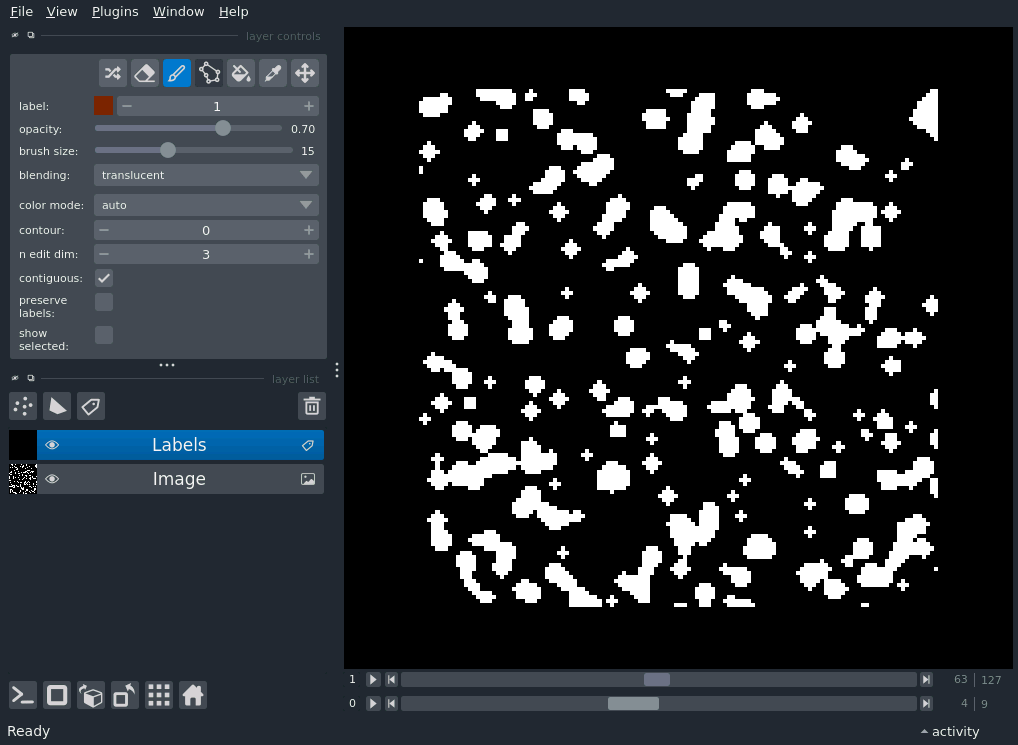 File View Plugins Window Help
layer controls
label: 1
opacity: 0.70
brush size: 15
blending: translucent
color mode: auto
contour: 0
n edit dim: 3
contiguous:
preserve
labels:
show
selected:
layer list
Labels
Image
1 63 127
0 4 9
Ready activity